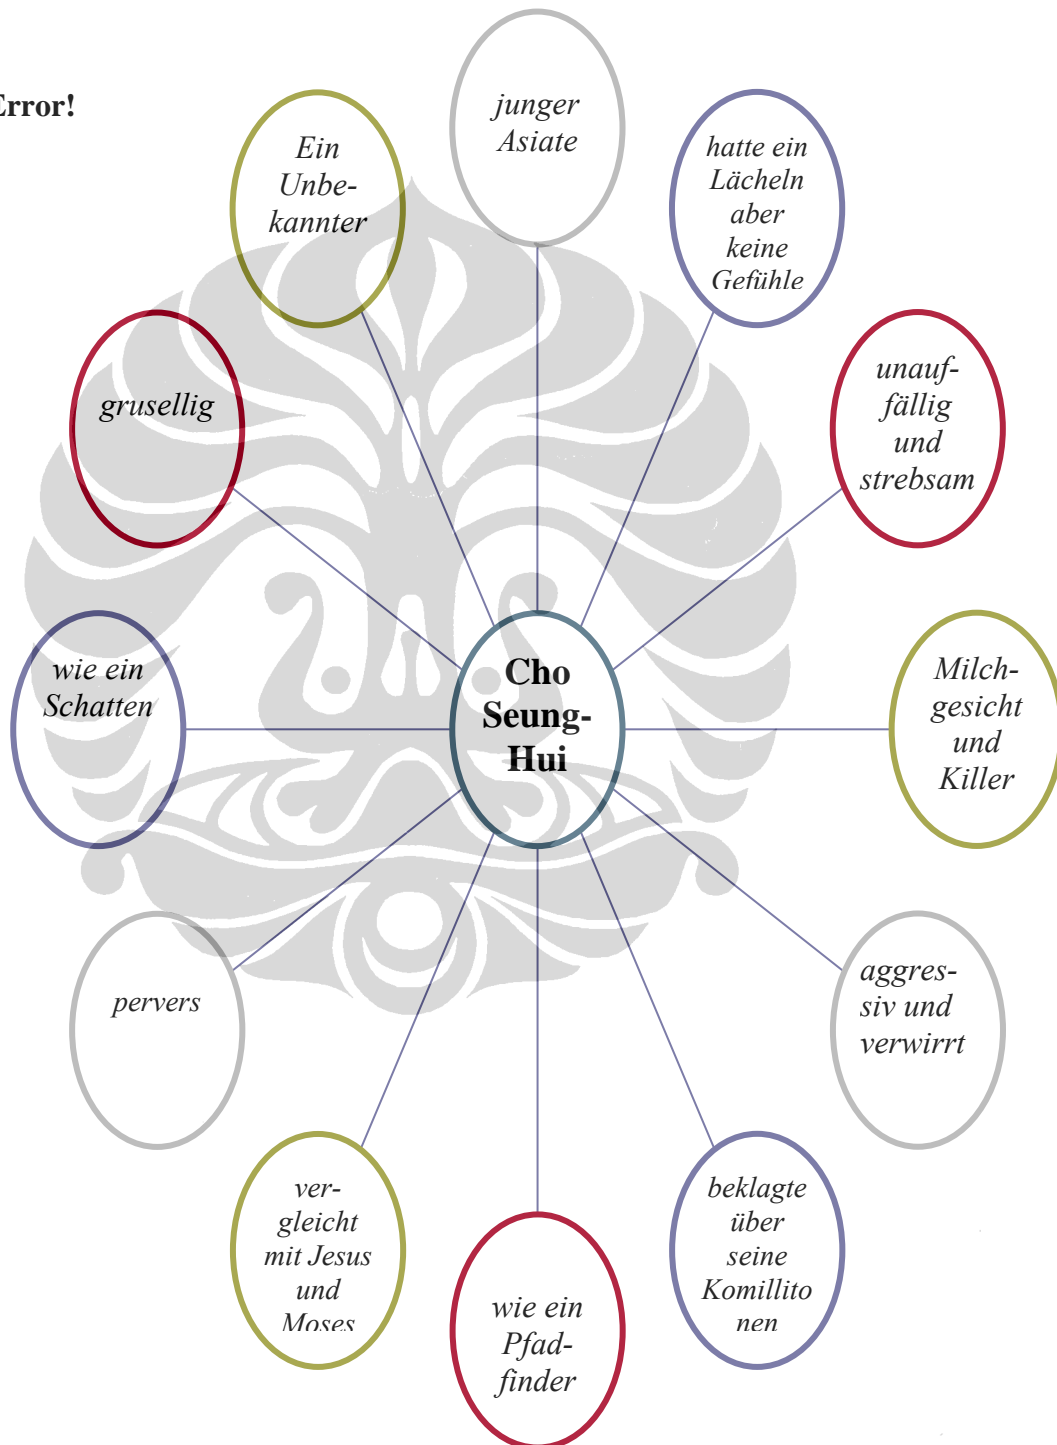 Error!
junger
Asiate
hatte ein
Lächeln
aber
keine
Gefühle
unauf-
fällig
und
strebsam
Milch-
gesicht
und
Killer
aggres-
siv und
verwirrt
beklagte
über
seine
Komillito
nen
wie ein
Pfad-
finder
ver-
gleicht
mit Jesus
und
Moses
pervers
wie ein
Schatten
grusellig
Ein
Unbe-
kannter
Cho
Seung-
Hui